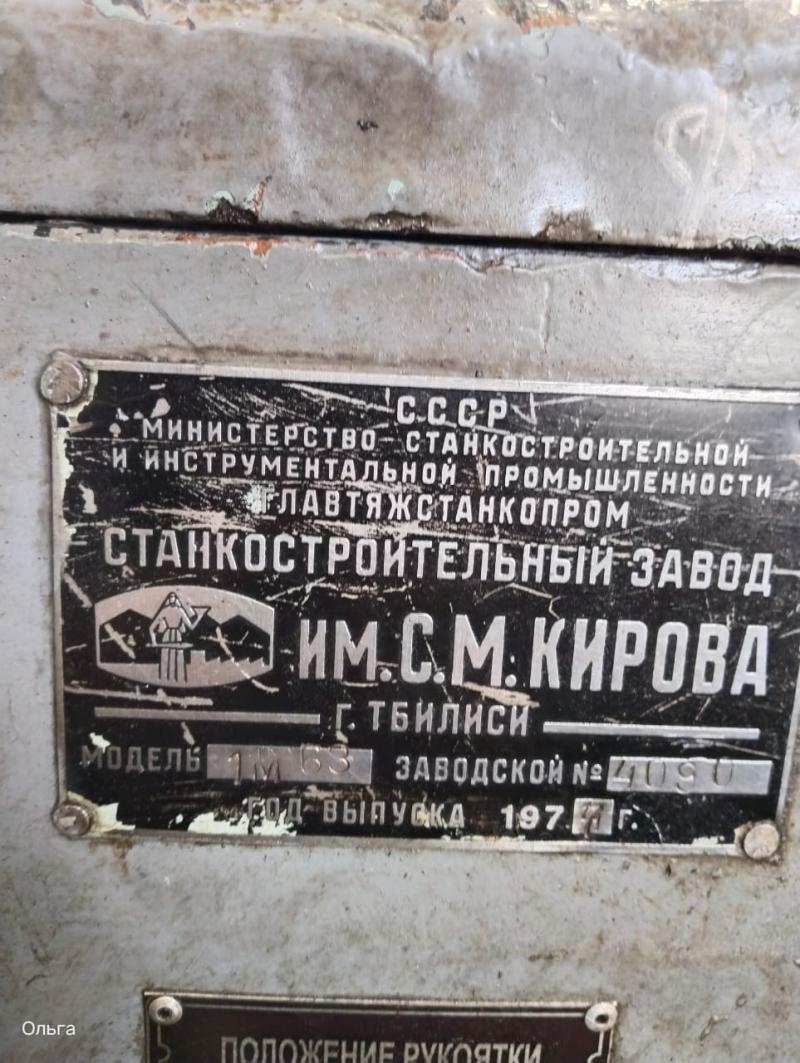 СССР
МИНИСТЕРСТВО СТАНКОСТРОИТЕЛЬНОЙ
И ИНСТРУМЕНТАЛЬНОЙ ПРОМЫШЛЕННОСТИ
ГЛАВТЯЖСТАНКОПРОМ
СТАНКОСТРОИТЕЛЬНЫЙ ЗАВОД
ИМ. С.М. КИРОВА
Г. ТБИЛИСИ
МОДЕЛЬ 1М63 ЗАВОДСКОЙ № 4090
ГОД ВЫПУСКА 197 г.
ПОЛОЖЕНИЕ РУКОЯТКИ
Ольга